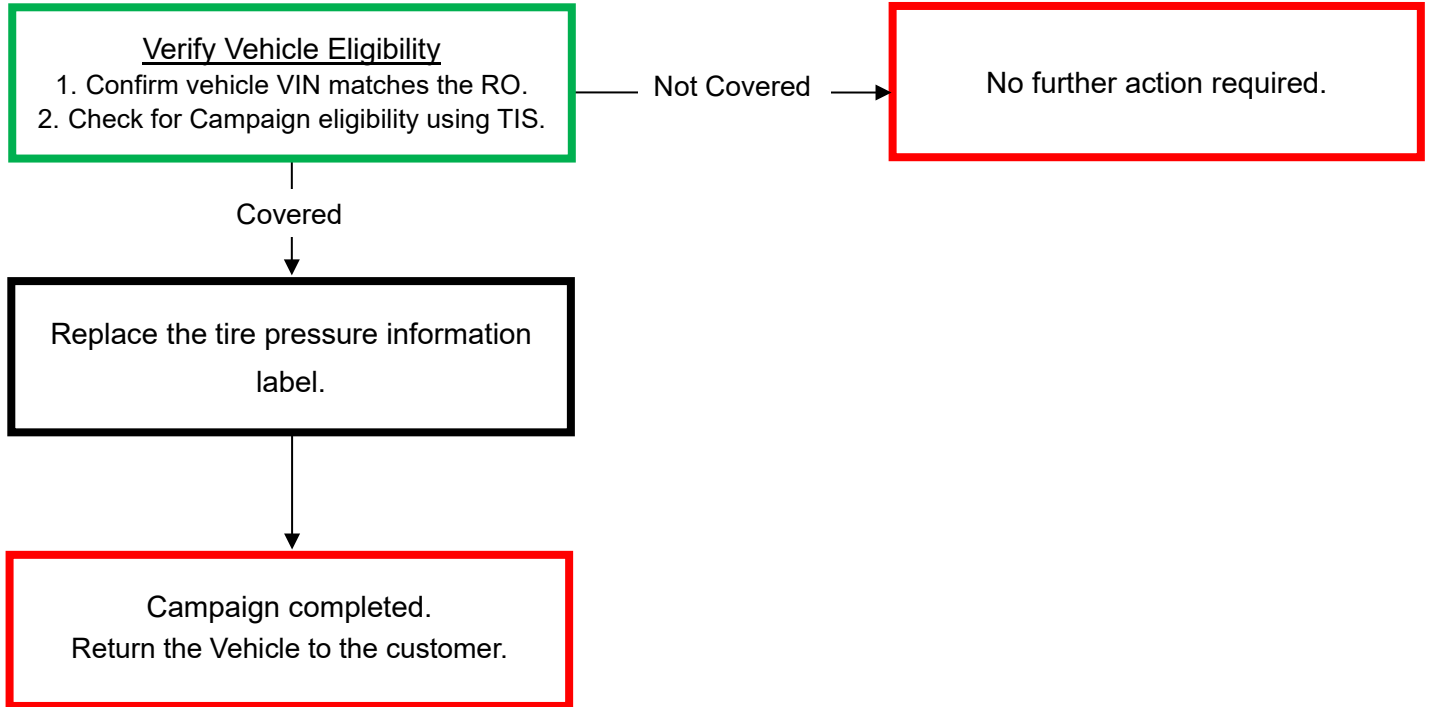 Verify Vehicle Eligibility
1. Confirm vehicle VIN matches the RO.
2. Check for Campaign eligibility using TIS.
Not Covered
No further action required.
Covered
Replace the tire pressure information
label.
Campaign completed.
Return the Vehicle to the customer.